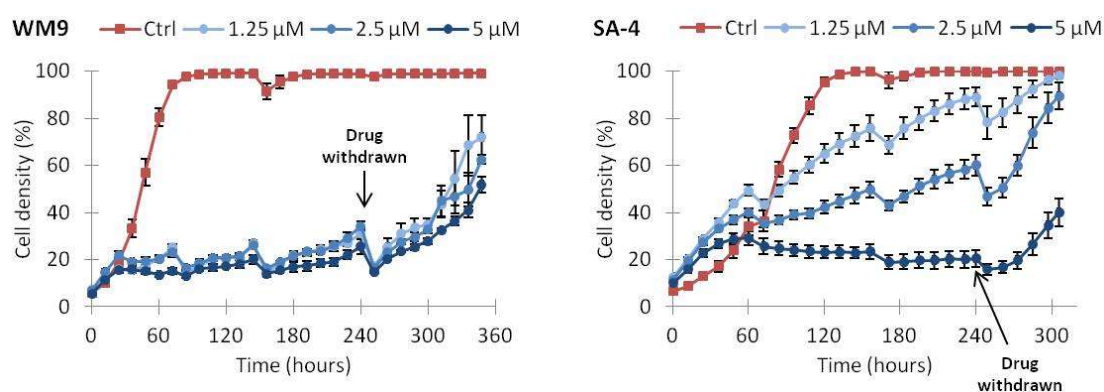 WM9 Ctrl 1.25 µM 2.5 µM 5 µM
Cell density (%)
100
80
60
40
20
0
Drug
withdrawn
0 60 120 180 240 300 360
Time (hours)
SA-4 Ctrl 1.25 µM 2.5 µM 5 µM
Cell density (%)
100
80
60
40
20
0
0 60 120 180 240 300
Time (hours)
Drug
withdrawn